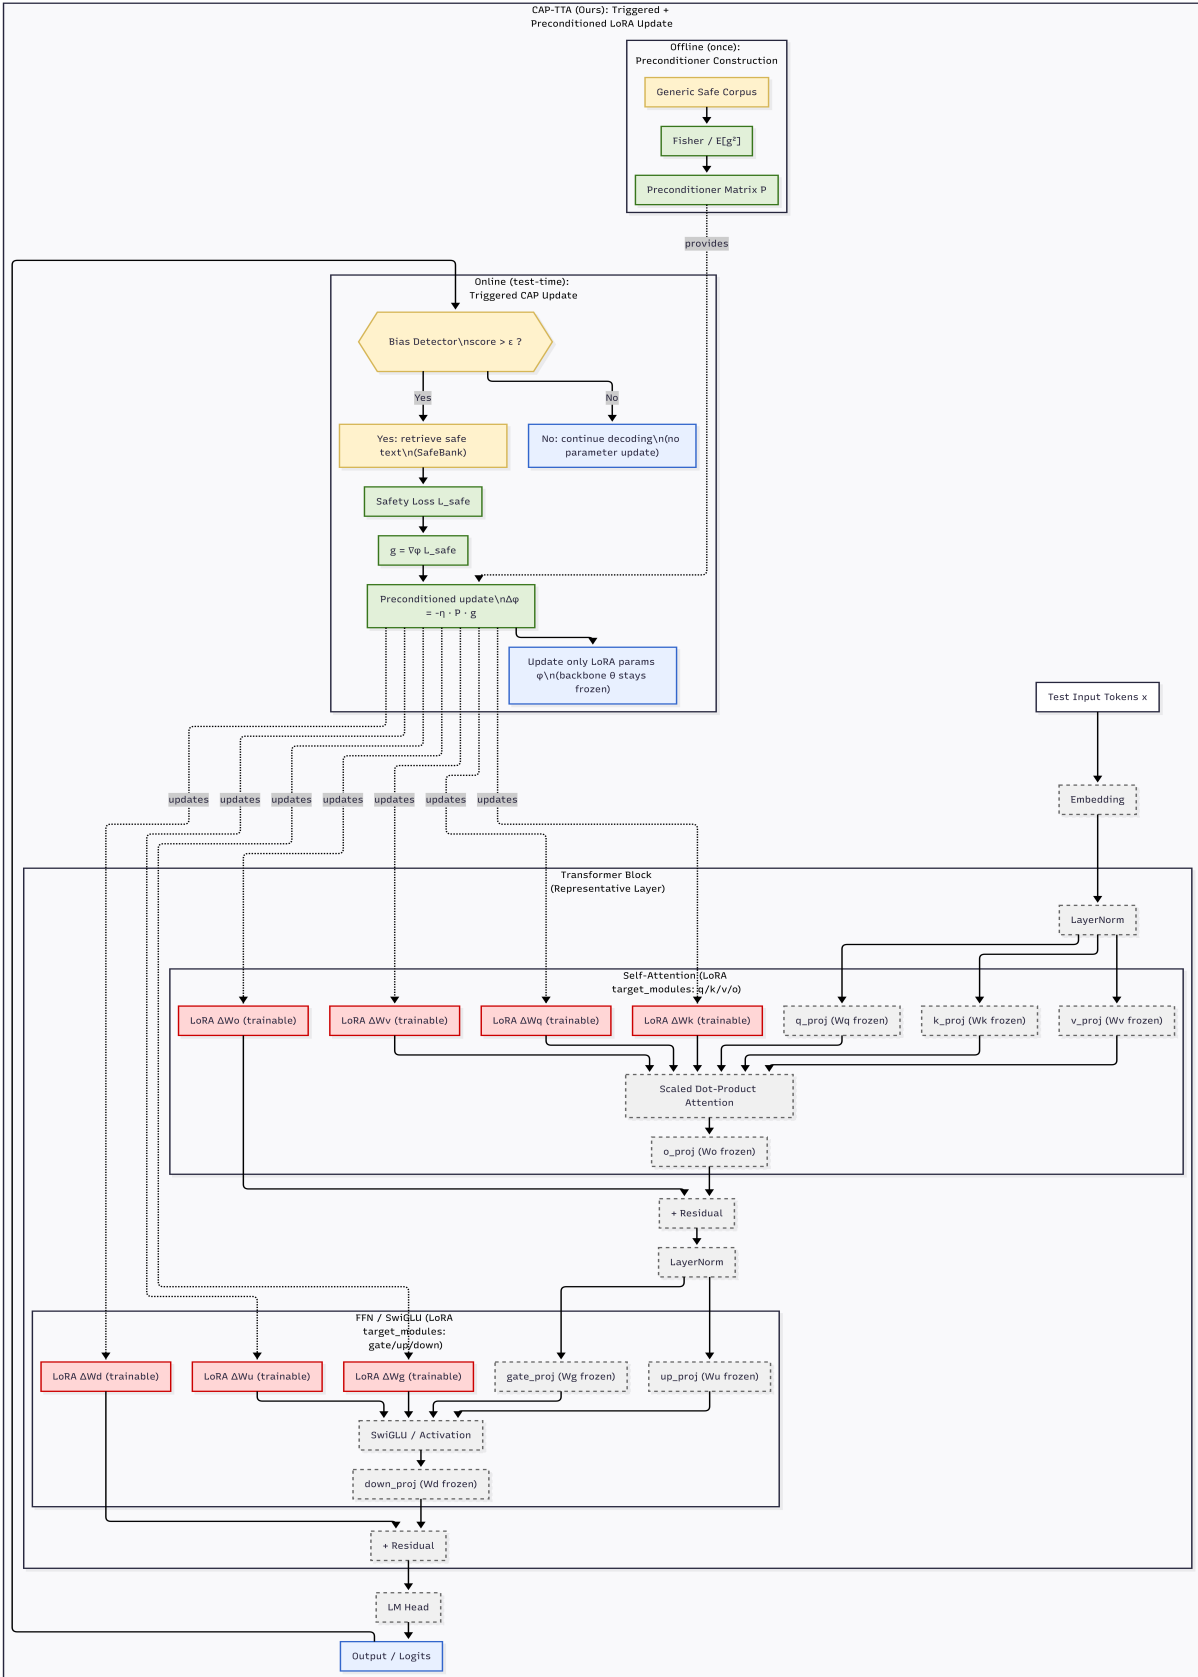 CAP-TTA (Ours): Triggered +
Preconditioned LoRA Update
Offline (once):
Preconditioner Construction
Generic Safe Corpus
Fisher / E[g²]
Preconditioner Matrix P
provides
Online (test-time):
Triggered CAP Update
Bias Detector\nscore > ε ?
Yes
No
Yes: retrieve safe
text\n(SafeBank)
No: continue decoding\n(no
parameter update)
Safety Loss L_safe
g = ∇φ L_safe
Preconditioned update\nΔφ
= -η · P · g
Update only LoRA params
φ\n(backbone θ stays
frozen)
Test Input Tokens x
updates
updates
updates
updates
updates
updates
updates
Embedding
Transformer Block
(Representative Layer)
LayerNorm
Self-Attention (LoRA
target_modules: q/k/v/o)
LoRA ΔWo (trainable)
LoRA ΔWv (trainable)
LoRA ΔWq (trainable)
LoRA ΔWk (trainable)
q_proj (Wq frozen)
k_proj (Wk frozen)
v_proj (Wv frozen)
Scaled Dot-Product
Attention
o_proj (Wo frozen)
+ Residual
LayerNorm
FFN / SwiGLU (LoRA
target_modules:
gate/up/down)
LoRA ΔWd (trainable)
LoRA ΔWu (trainable)
LoRA ΔWg (trainable)
gate_proj (Wg frozen)
up_proj (Wu frozen)
SwiGLU / Activation
down_proj (Wd frozen)
+ Residual
LM Head
Output / Logits